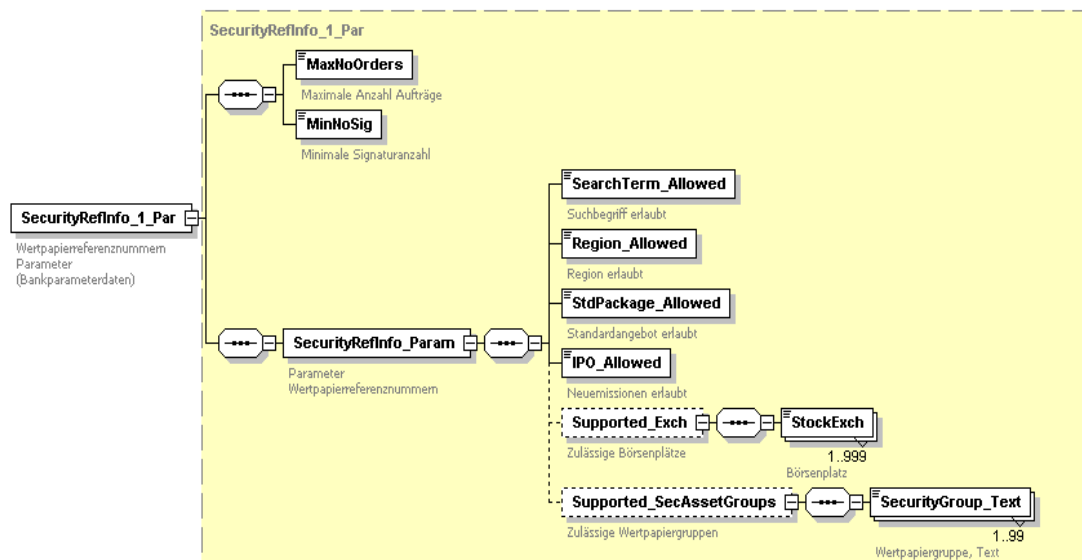 SecurityRefInfo_1_Par
MaxNoOrders
Maximale Anzahl Aufträge
MinNoSig
Minimale Signaturanzahl
SecurityRefInfo_1_Par
Wertpapierreferenznummern
Parameter
(Bankparameterdaten)
SecurityRefInfo_Param
Parameter
Wertpapierreferenznummern
SearchTerm_Allowed
Suchbegriff erlaubt
Region_Allowed
Region erlaubt
StdPackage_Allowed
Standardangebot erlaubt
IPO_Allowed
Neuemissionen erlaubt
Supported_Exch
Zulässige Börsenplätze
StockExch
1..999
Börsenplatz
Supported_SecAssetGroups
Zulässige Wertpapiergruppen
SecurityGroup_Text
1..99
Wertpapiergruppe, Text